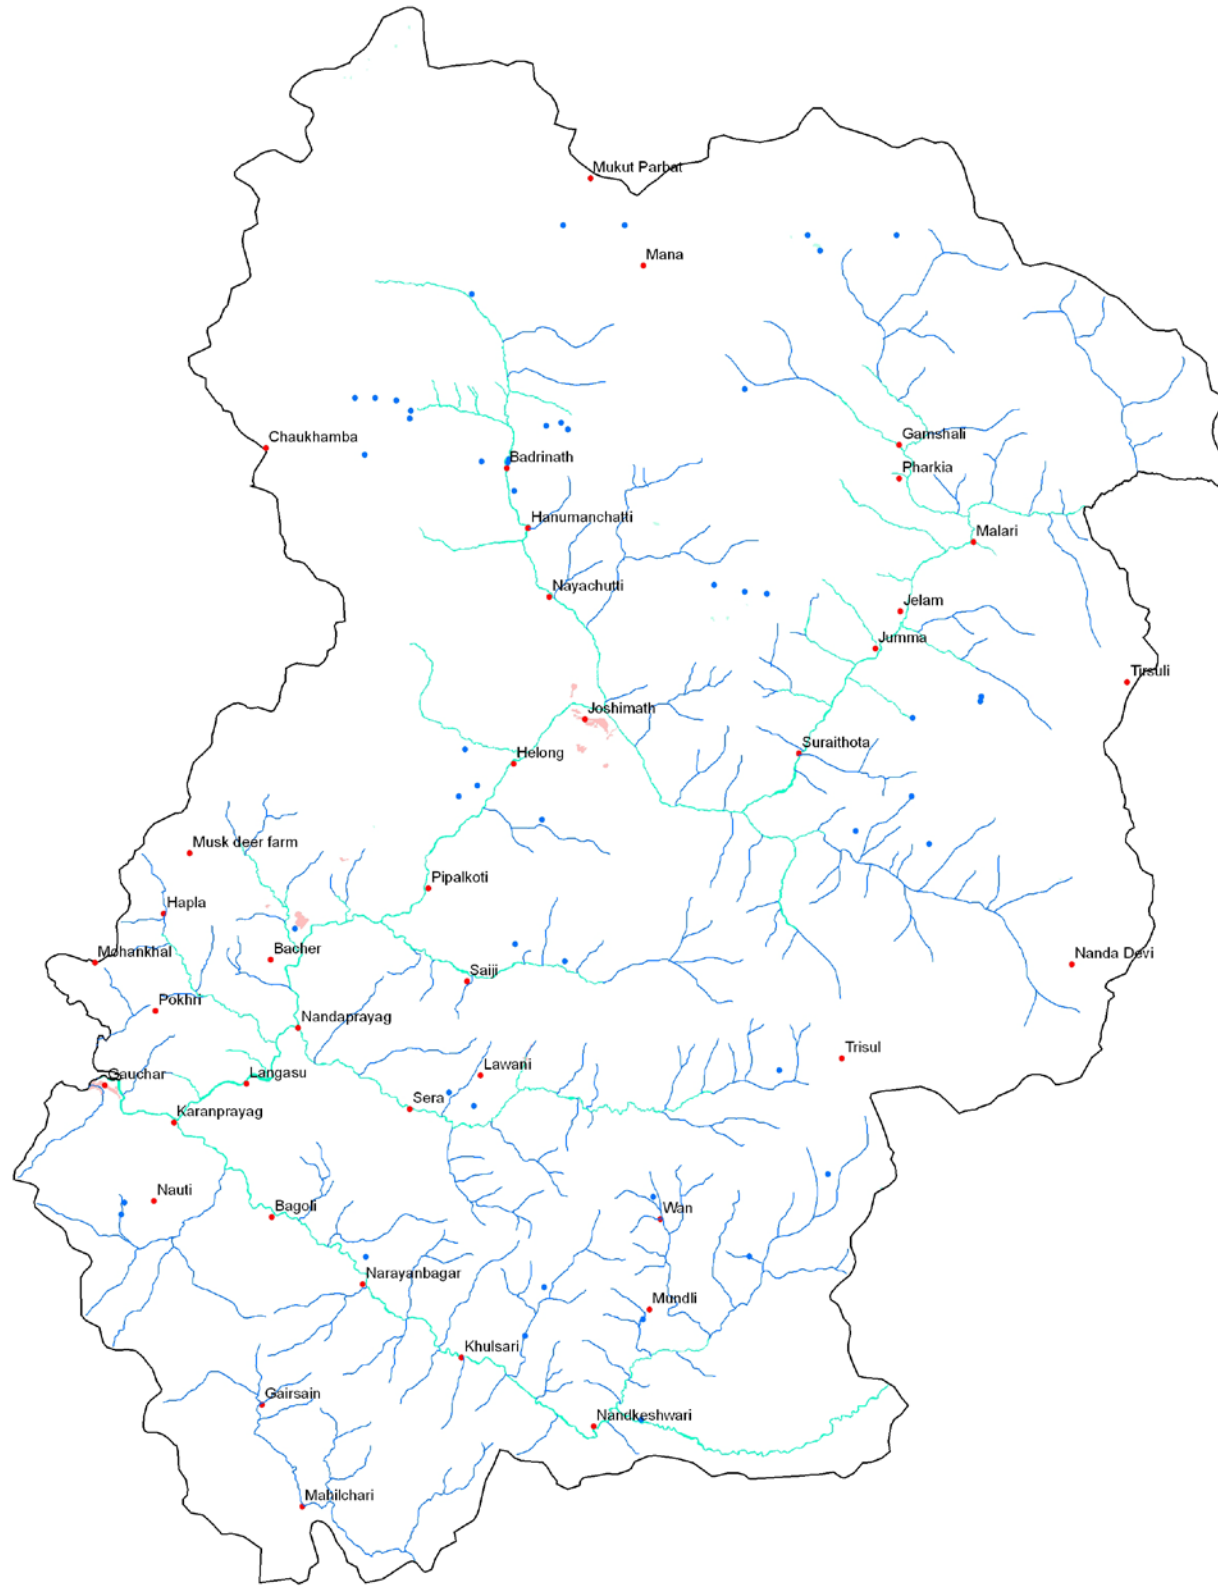 Mukut Parbat
Mana
Chaukhamba
Gamshali
Badrinath
Pharkia
Hanumanchatti
Malari
Nayachutti
Jelam
Jumma
Tirsuli
Joshimath
Suraithota
Helong
Musk deer farm
Pipalkoti
Hapla
Mohankhal
Bacher
Nanda Devi
Saiji
Pokhri
Nandaprayag
Trisul
Lawani
Gauchar
Langasu
Sera
Karanprayag
Nauti
Bagoli
Wan
Narayanbagar
Mundli
Khulsari
Gairsain
Nandkeshwari
Mahilchari